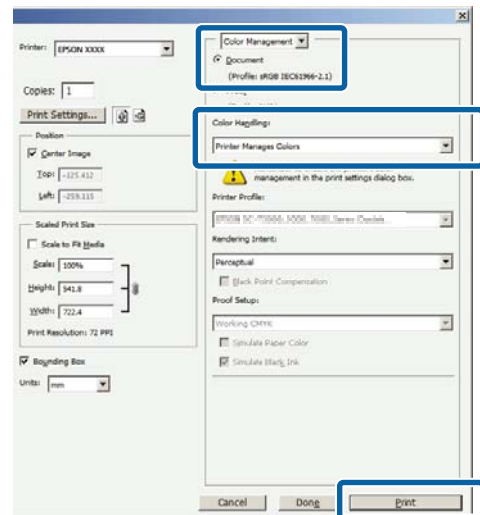 Printer: EPSON XXXX
Copies: 1
Print Settings...
Position
Center Image
Top: -125.412
Left: -259.115
Scaled Print Size
Scale to Fit Media
Scale: 100%
Height: 541.8
Width: 722.4
Print Resolution: 72 PPI
Bounding Box
Units: mm
Color Management
Document
(Profile: sRGB IEC61966-2.1)
Color Handling:
Printer Manages Colors
management in the print settings dialog box.
Printer Profile:
Rendering Intent:
Perceptual
Black Point Compensation
Proof Setup:
Working CMYK
Simulate Paper Color
Simulate Black Ink
Cancel
Done
Print